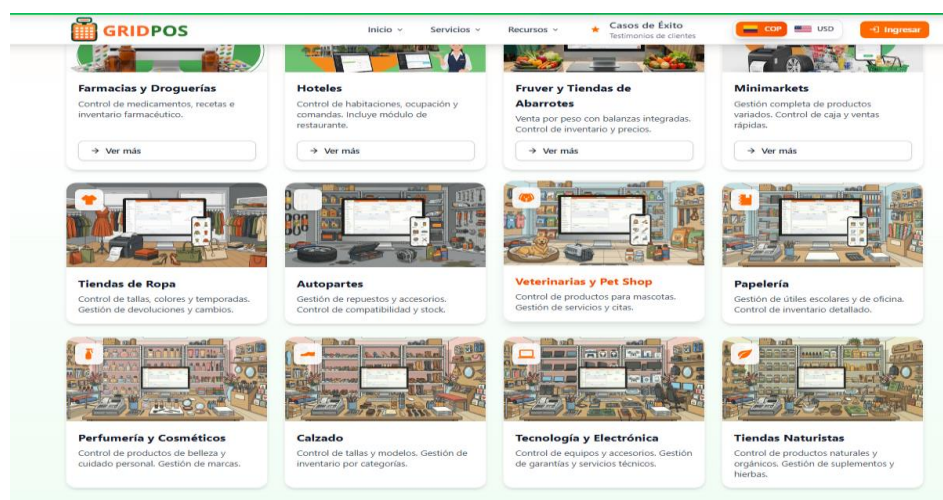 GRIDPOS
Inicio
Servicios
Recursos
Casos de Éxito
Testimonios de clientes
COP
USD
Ingresar
Farmacias y Droguerías
Control de medicamentos, recetas e
inventario farmacéutico.
→ Ver más
Hoteles
Control de habitaciones, ocupación y
comandas. Incluye módulo de
restaurante.
→ Ver más
Fruver y Tiendas de
Abarrotes
Venta por peso con balanzas integradas.
Control de inventario y precios.
→ Ver más
Minimarkets
Gestión completa de productos
variados. Control de caja y ventas
rápidas.
→ Ver más
Tiendas de Ropa
Control de tallas, colores y temporadas.
Gestión de devoluciones y cambios.
Autopartes
Gestión de repuestos y accesorios.
Control de compatibilidad y stock.
Veterinarias y Pet Shop
Control de productos para mascotas.
Gestión de servicios y citas.
Papelería
Gestión de útiles escolares y de oficina.
Control de inventario detallado.
Perfumería y Cosméticos
Control de productos de belleza y
cuidado personal. Gestión de marcas.
Calzado
Control de tallas y modelos. Gestión de
inventario por categorías.
Tecnología y Electrónica
Control de equipos y accesorios. Gestión
de garantías y servicios técnicos.
Tiendas Naturistas
Control de productos naturales y
orgánicos. Gestión de suplementos y
hierbas.